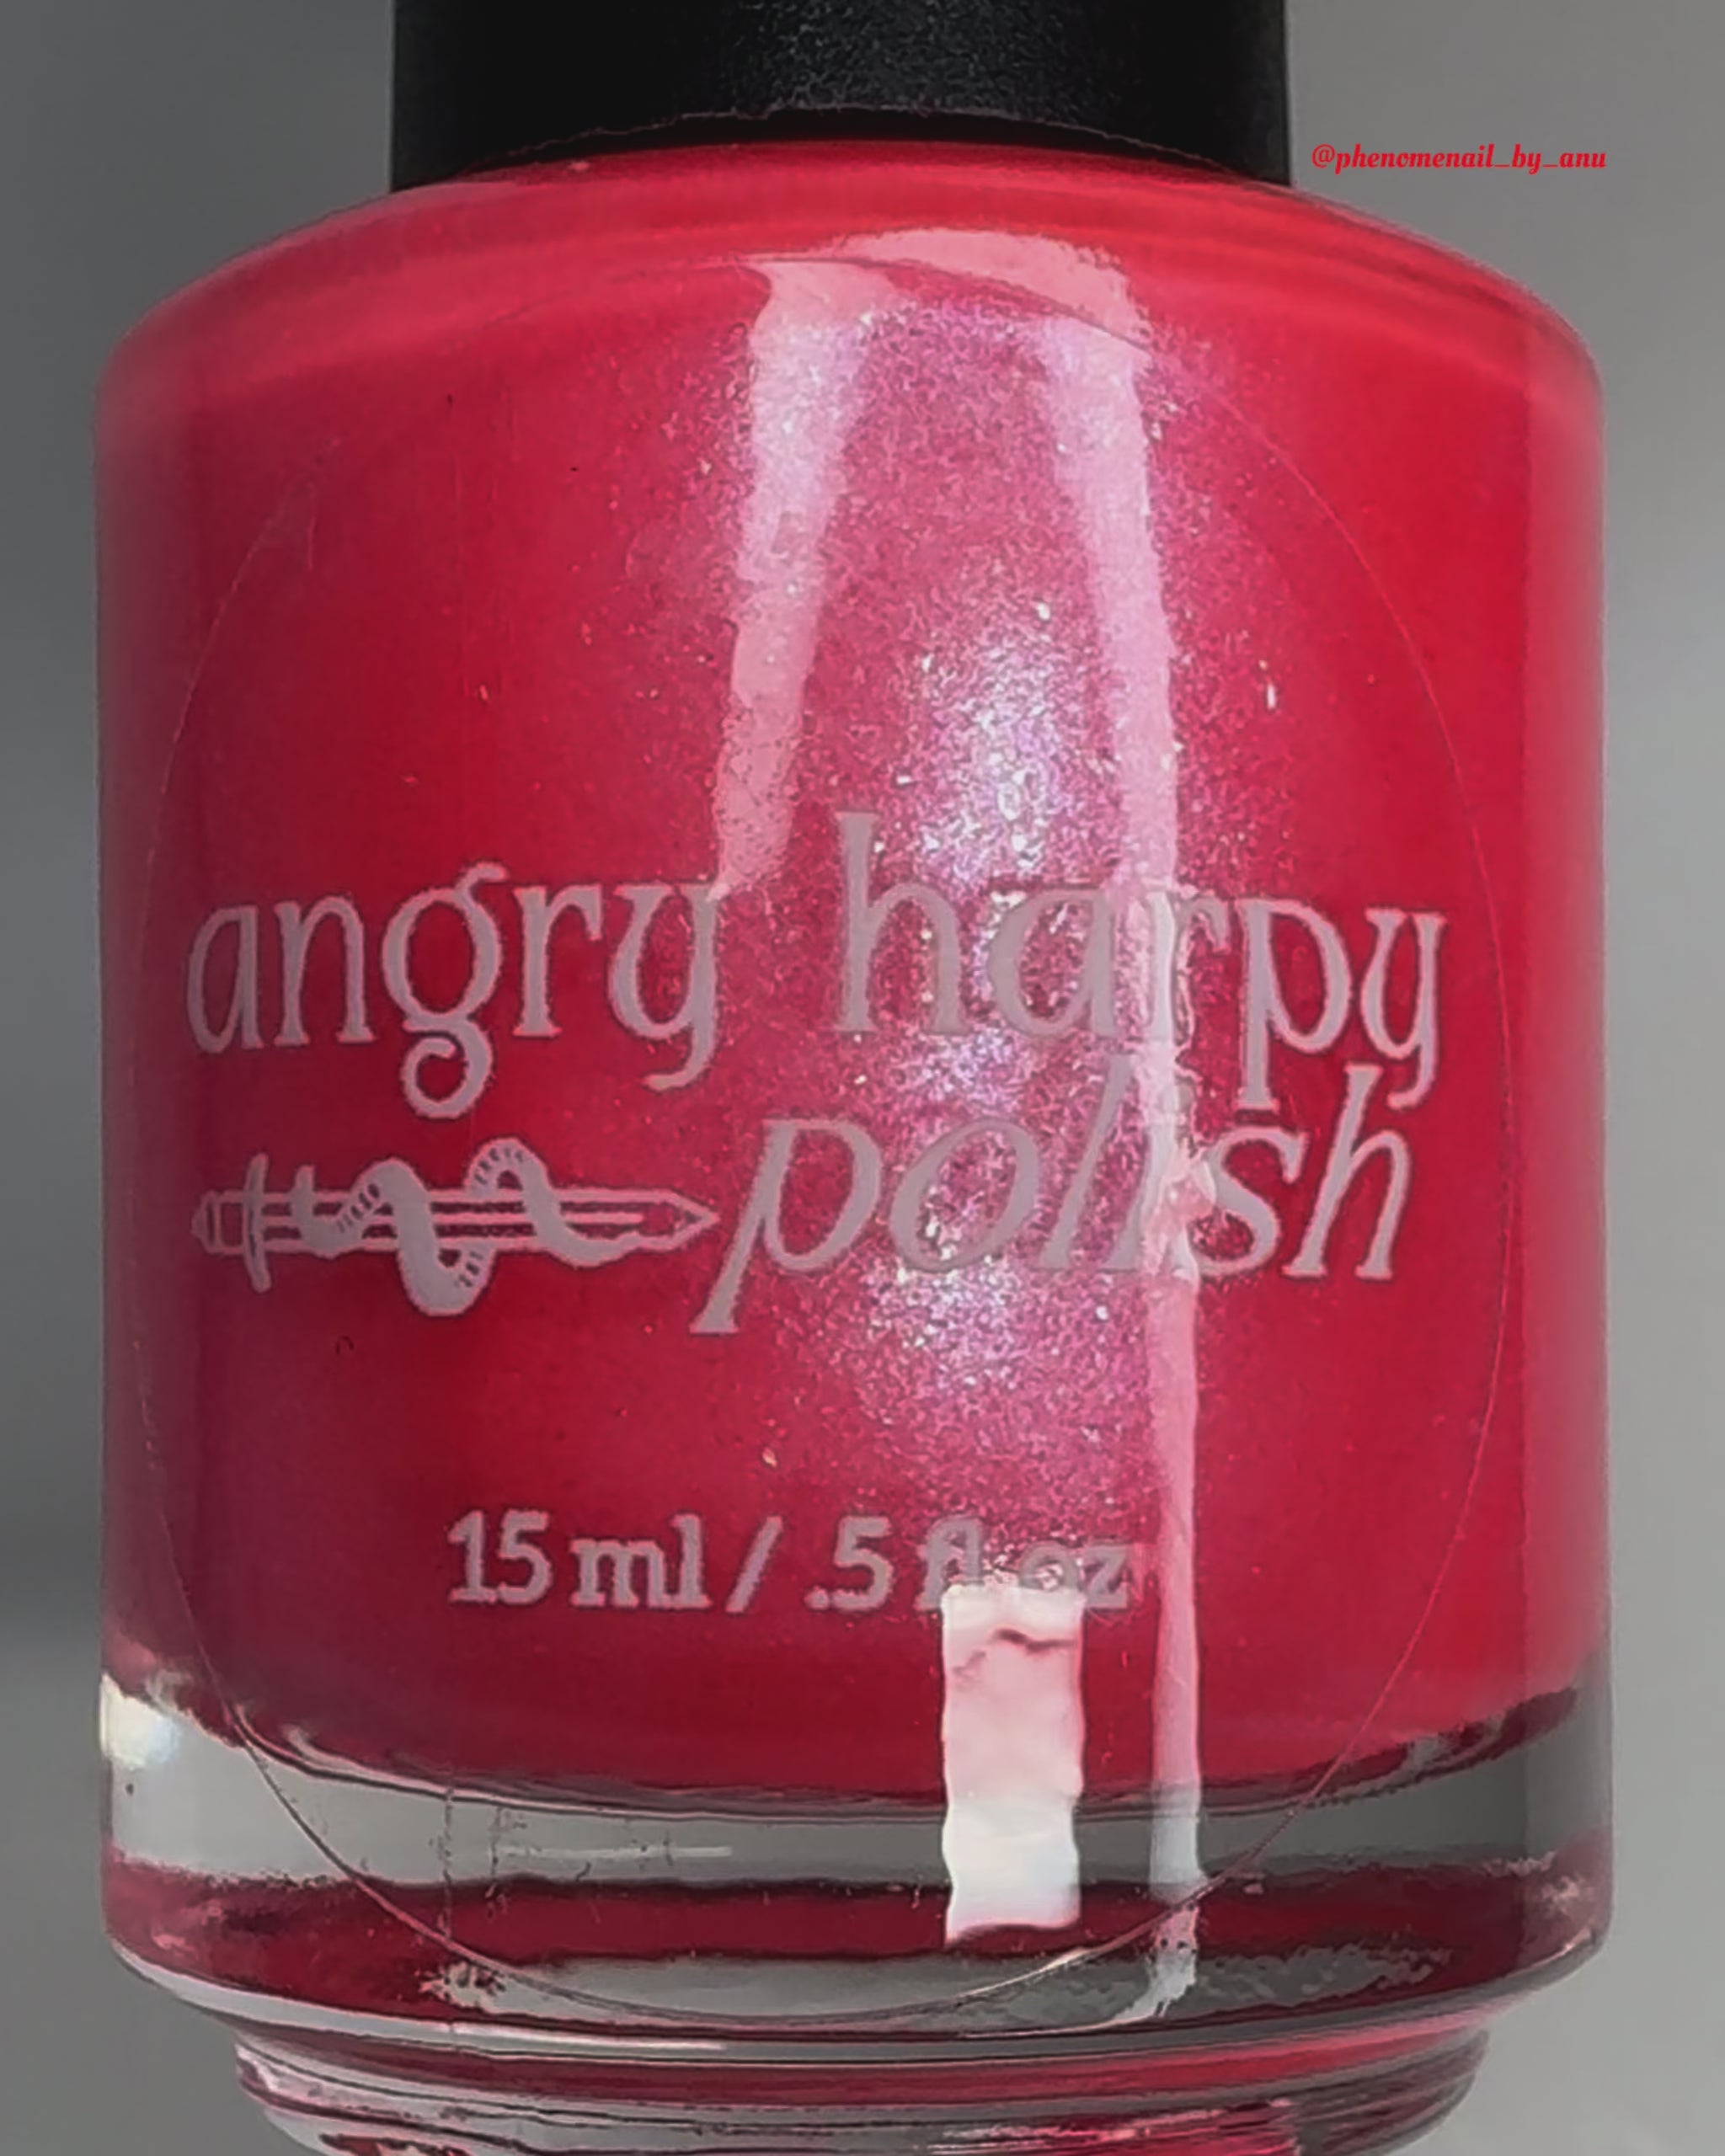 @phenomenail_by_anu
angry harpy
polish
15 ml / .5 fl oz